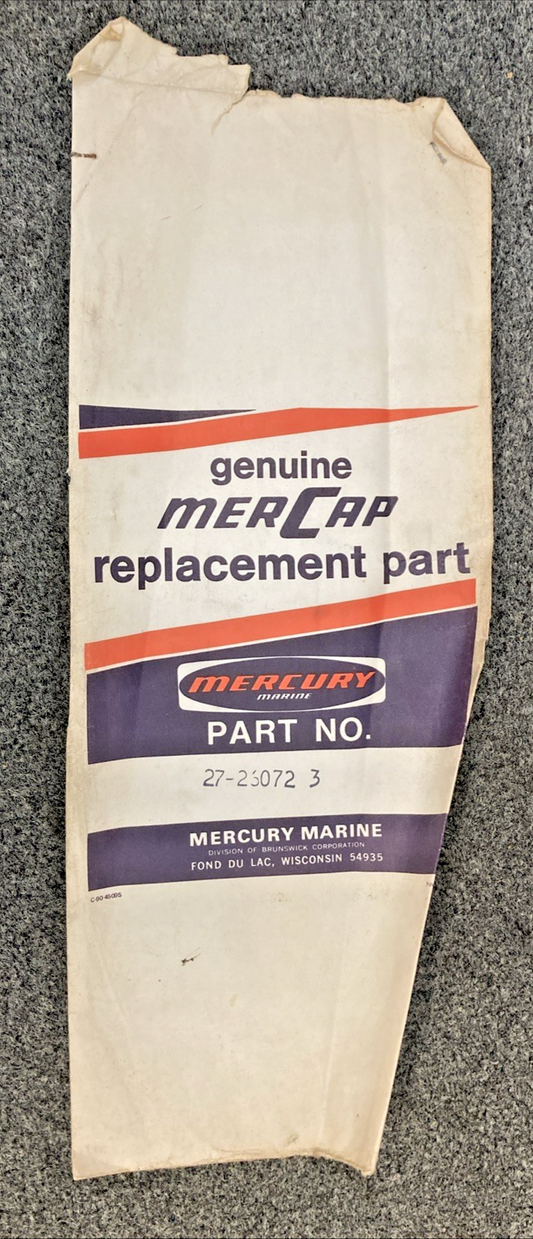 genuine
MERCAP
replacement part
MERCURY
MARINE
PART NO.
27-26072 3
MERCURY MARINE
DIVISION OF BRUNSWICK CORPORATION
FOND DU LAC, WISCONSIN 54935